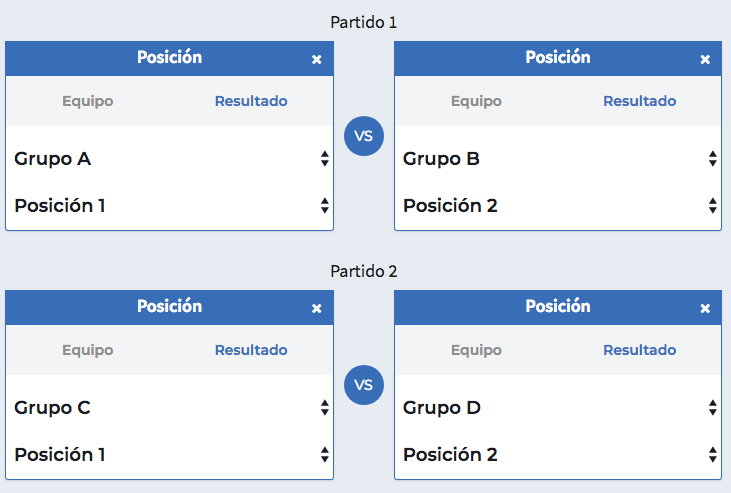 Partido 1
Posición ×
Equipo Resultado
Grupo A
Posición 1
VS
Posición ×
Equipo Resultado
Grupo B
Posición 2
Partido 2
Posición ×
Equipo Resultado
Grupo C
Posición 1
VS
Posición ×
Equipo Resultado
Grupo D
Posición 2